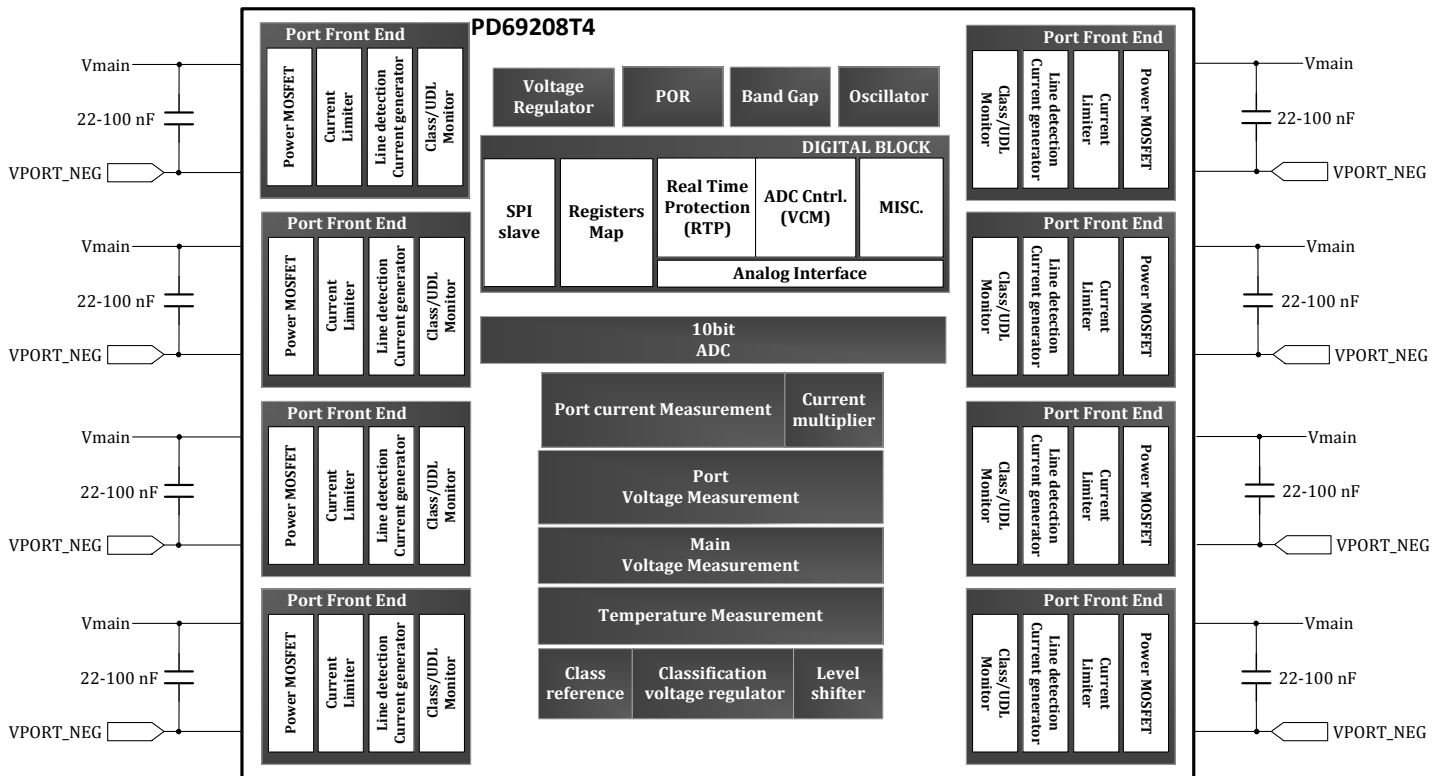 PD69208T4
Port Front End
Power MOSFET
Current
Limiter
Line detection
Current generator
Class/UDL
Monitor
Vmain
22-100 nF
VPORT_NEG
Port Front End
Power MOSFET
Current
Limiter
Line detection
Current generator
Class/UDL
Monitor
Vmain
22-100 nF
VPORT_NEG
Port Front End
Power MOSFET
Current
Limiter
Line detection
Current generator
Class/UDL
Monitor
Vmain
22-100 nF
VPORT_NEG
Port Front End
Power MOSFET
Current
Limiter
Line detection
Current generator
Class/UDL
Monitor
Vmain
22-100 nF
VPORT_NEG
Voltage
Regulator
POR
Band Gap
Oscillator
DIGITAL BLOCK
SPI
slave
Registers
Map
Real Time
Protection
(RTP)
ADC Cntrl.
(VCM)
MISC.
Analog Interface
10bit
ADC
Port current Measurement
Current
multiplier
Port
Voltage Measurement
Main
Voltage Measurement
Temperature Measurement
Class
reference
Classification
voltage regulator
Level
shifter
Port Front End
Class/UDL
Monitor
Line detection
Current generator
Current
Limiter
Power MOSFET
Vmain
22-100 nF
VPORT_NEG
Port Front End
Class/UDL
Monitor
Line detection
Current generator
Current
Limiter
Power MOSFET
Vmain
22-100 nF
VPORT_NEG
Port Front End
Class/UDL
Monitor
Line detection
Current generator
Current
Limiter
Power MOSFET
Vmain
22-100 nF
VPORT_NEG
Port Front End
Class/UDL
Monitor
Line detection
Current generator
Current
Limiter
Power MOSFET
Vmain
22-100 nF
VPORT_NEG